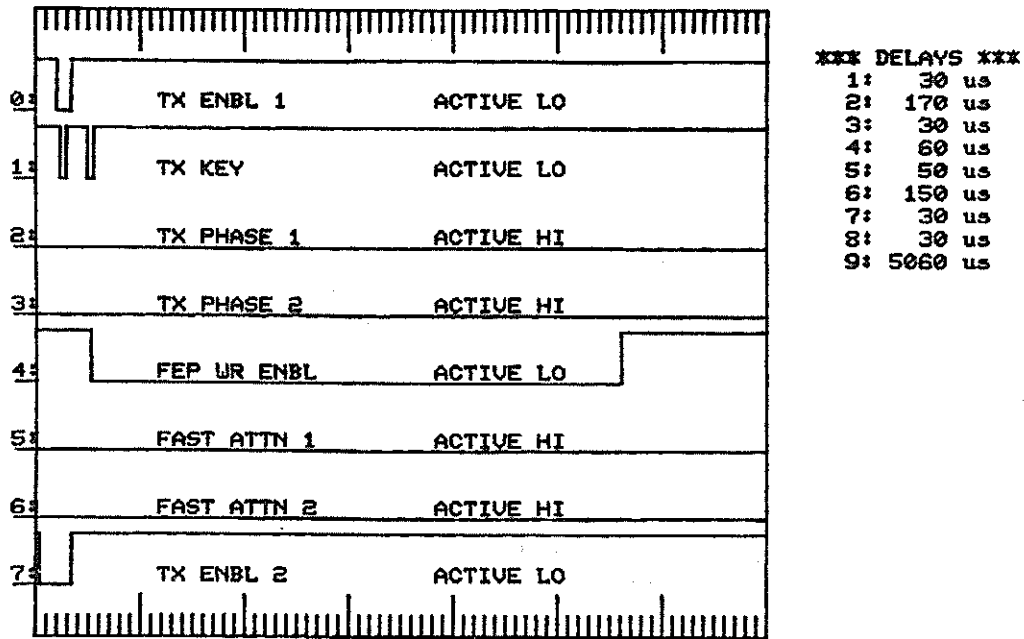 *** DELAYS ***
1: 30 us
2: 170 us
3: 30 us
4: 60 us
5: 50 us
6: 150 us
7: 30 us
8: 30 us
9: 5060 us
0: TX ENBL 1 ACTIVE LO
1: TX KEY ACTIVE LO
2: TX PHASE 1 ACTIVE HI
3: TX PHASE 2 ACTIVE HI
4: FEP WR ENBL ACTIVE LO
5: FAST ATTN 1 ACTIVE HI
6: FAST ATTN 2 ACTIVE HI
7: TX ENBL 2 ACTIVE LO